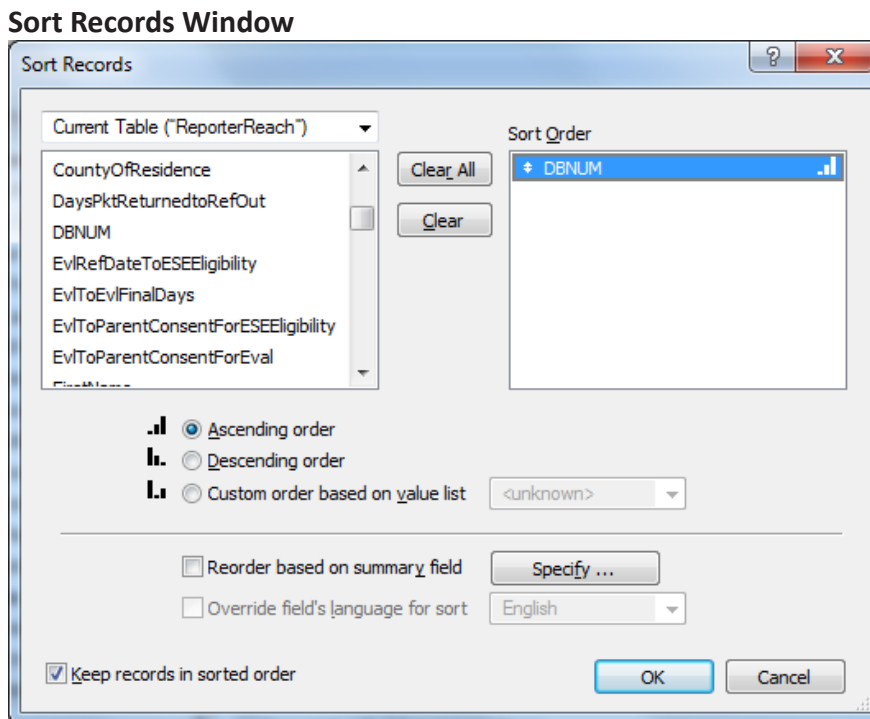 Sort Records Window
Sort Records
Current Table ("ReporterReach")
CountyOfResidence
DaysPktReturnedtoRefOut
DBNUM
EvlRefDateToESEEligibility
EvlToEvlFinalDays
EvlToParentConsentForESEEligibility
EvlToParentConsentForEval
FirstName
Clear All
Clear
Sort Order
DBNUM
Ascending order
Descending order
Custom order based on value list
<unknown>
Reorder based on summary field
Specify ...
Override field's language for sort
English
Keep records in sorted order
OK
Cancel